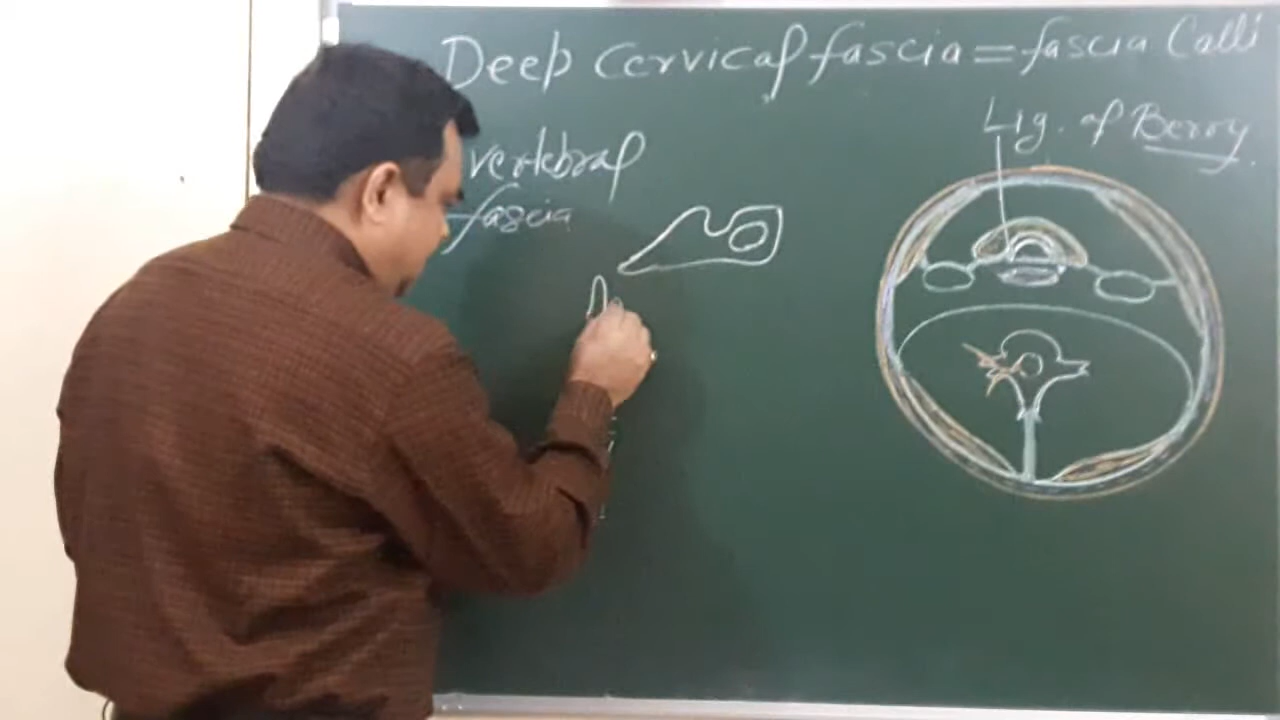 Deep Cervical fascia = fascia Colli
vertebral
fascia
Lig. of Berry.